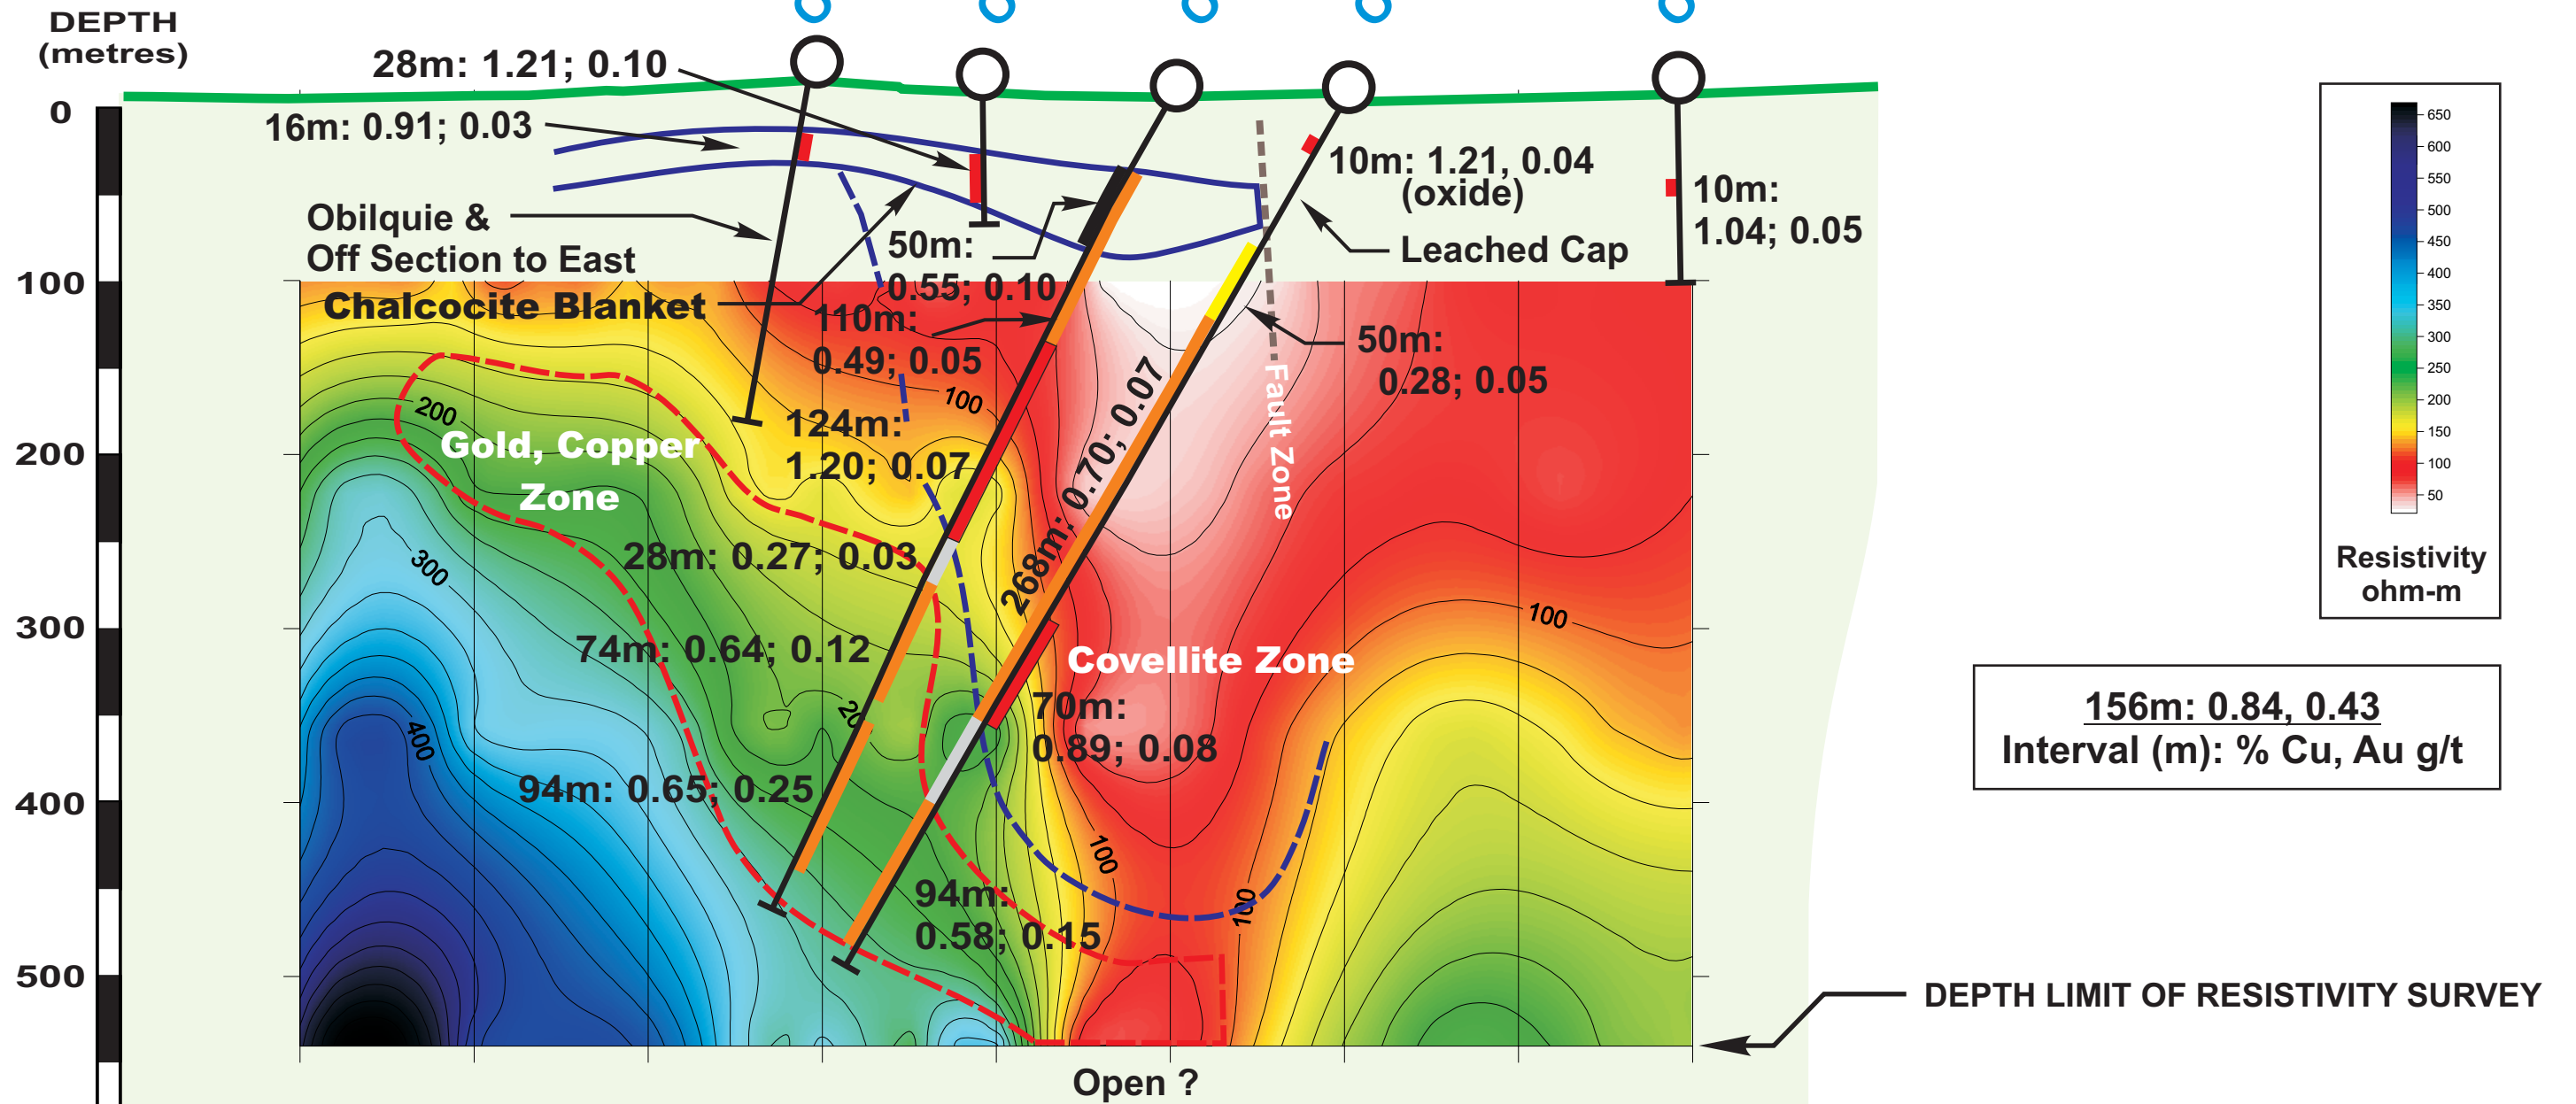 DEPTH
(metres)
0
100
200
300
400
500
28m: 1.21; 0.10
16m: 0.91; 0.03
Obilquie &
Off Section to East
Chalcocite Blanket
50m:
0.55; 0.10
110m:
0.49; 0.05
124m:
1.20; 0.07
28m: 0.27; 0.03
74m: 0.64; 0.12
94m: 0.65; 0.25
Gold, Copper
Zone
200
300
400
100
20
268m: 0.70; 0.07
10m: 1.21, 0.04
(oxide)
Leached Cap
10m:
1.04; 0.05
50m:
0.28; 0.05
Fault Zone
Covellite Zone
70m:
0.89; 0.08
94m:
0.58; 0.15
100
100
100
Open ?
DEPTH LIMIT OF RESISTIVITY SURVEY
650
600
550
500
450
400
350
300
250
200
150
100
50
Resistivity
ohm-m
156m: 0.84, 0.43
Interval (m): % Cu, Au g/t